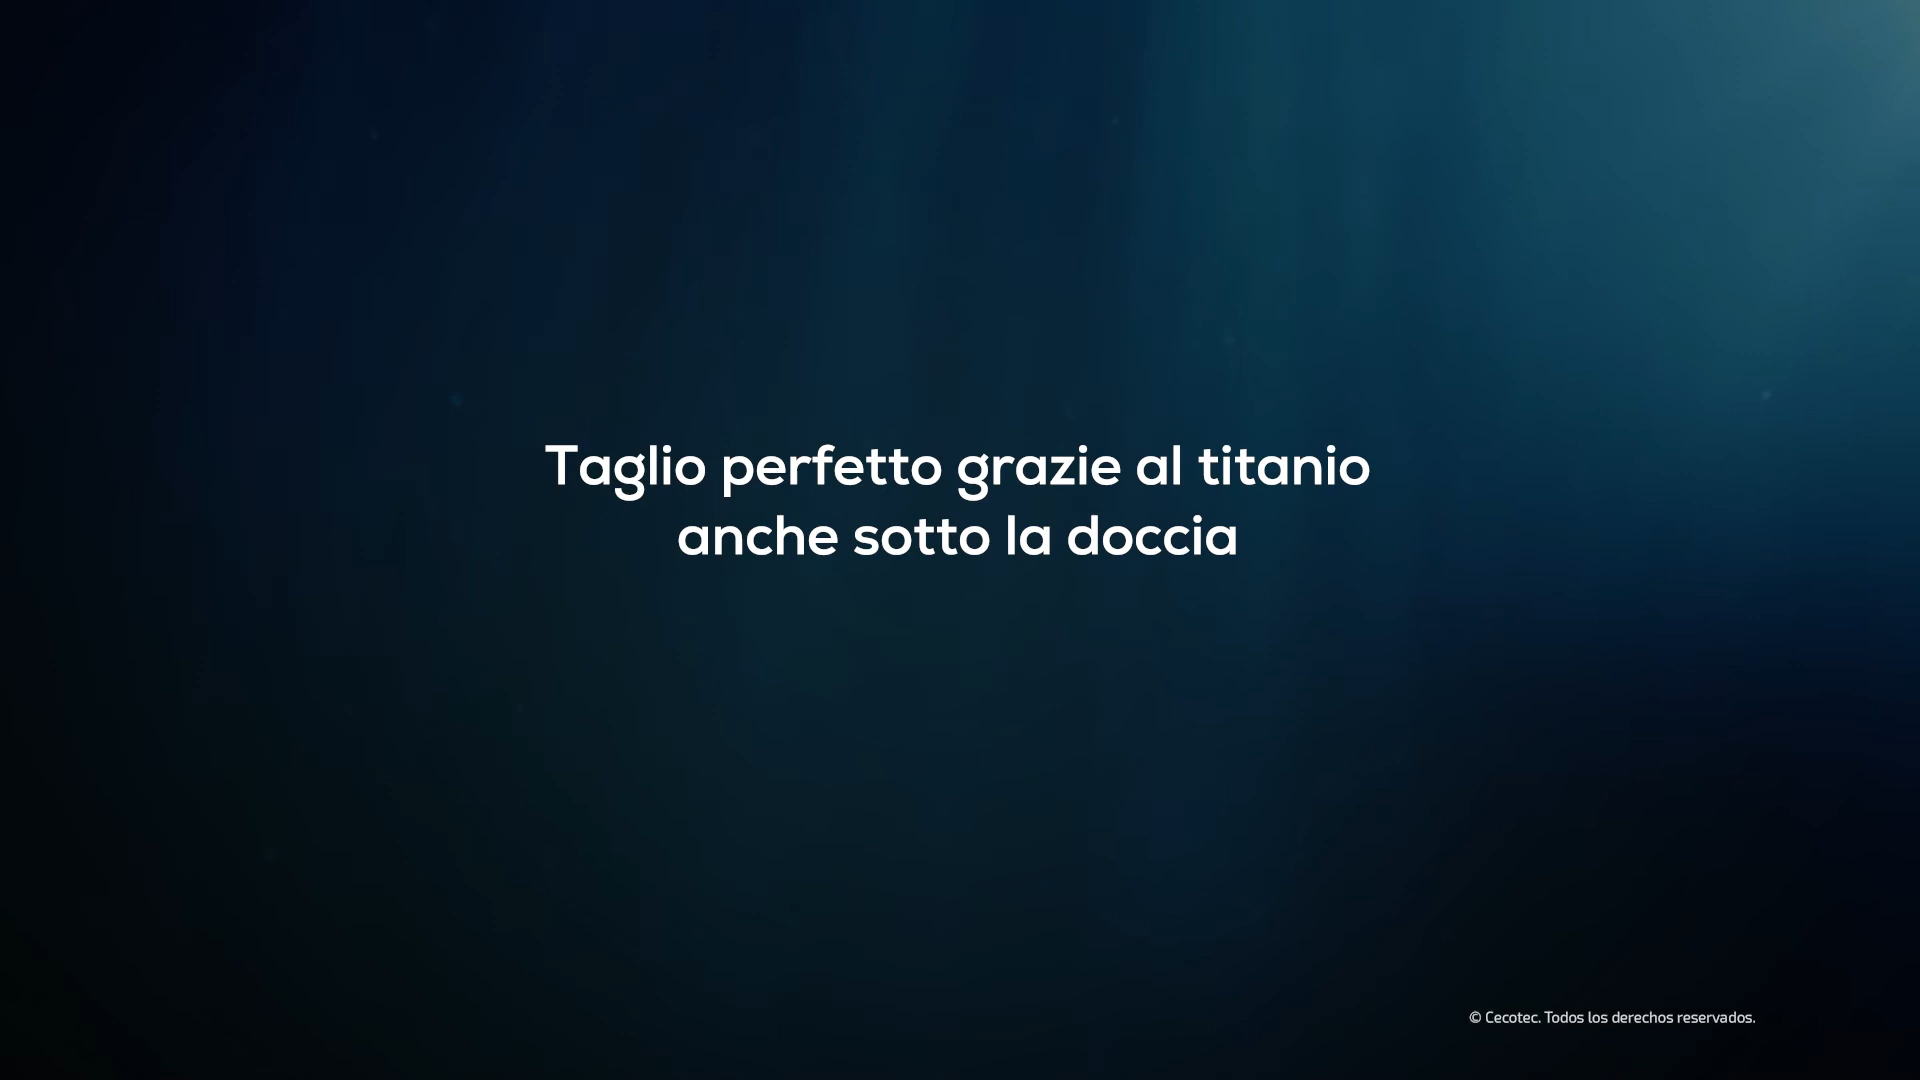 Taglio perfetto grazie al titanio
anche sotto la doccia
© Cecotec. Todos los derechos reservados.